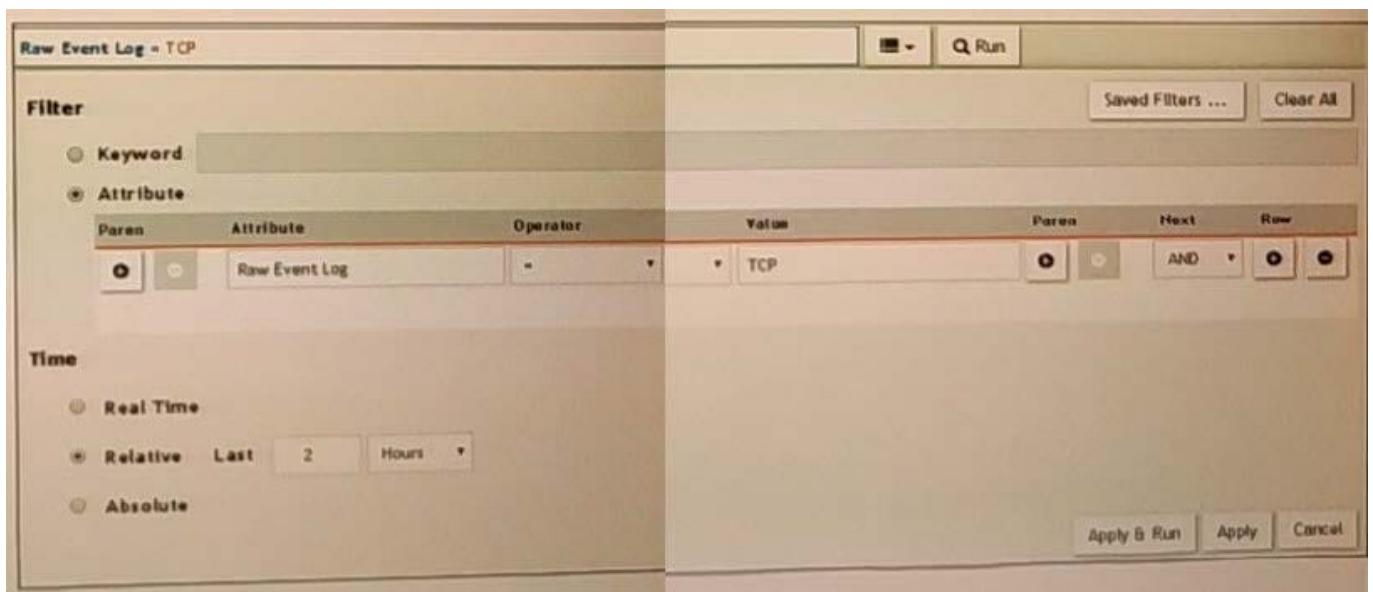 Raw Event Log = TCP Run
Filter Saved Filters ... Clear All
Keyword
Attribute
Paren Attribute Operator Value Paren Next Row
Raw Event Log = TCP AND
Time
Real Time
Relative Last 2 Hours
Absolute
Apply & Run Apply Cancel